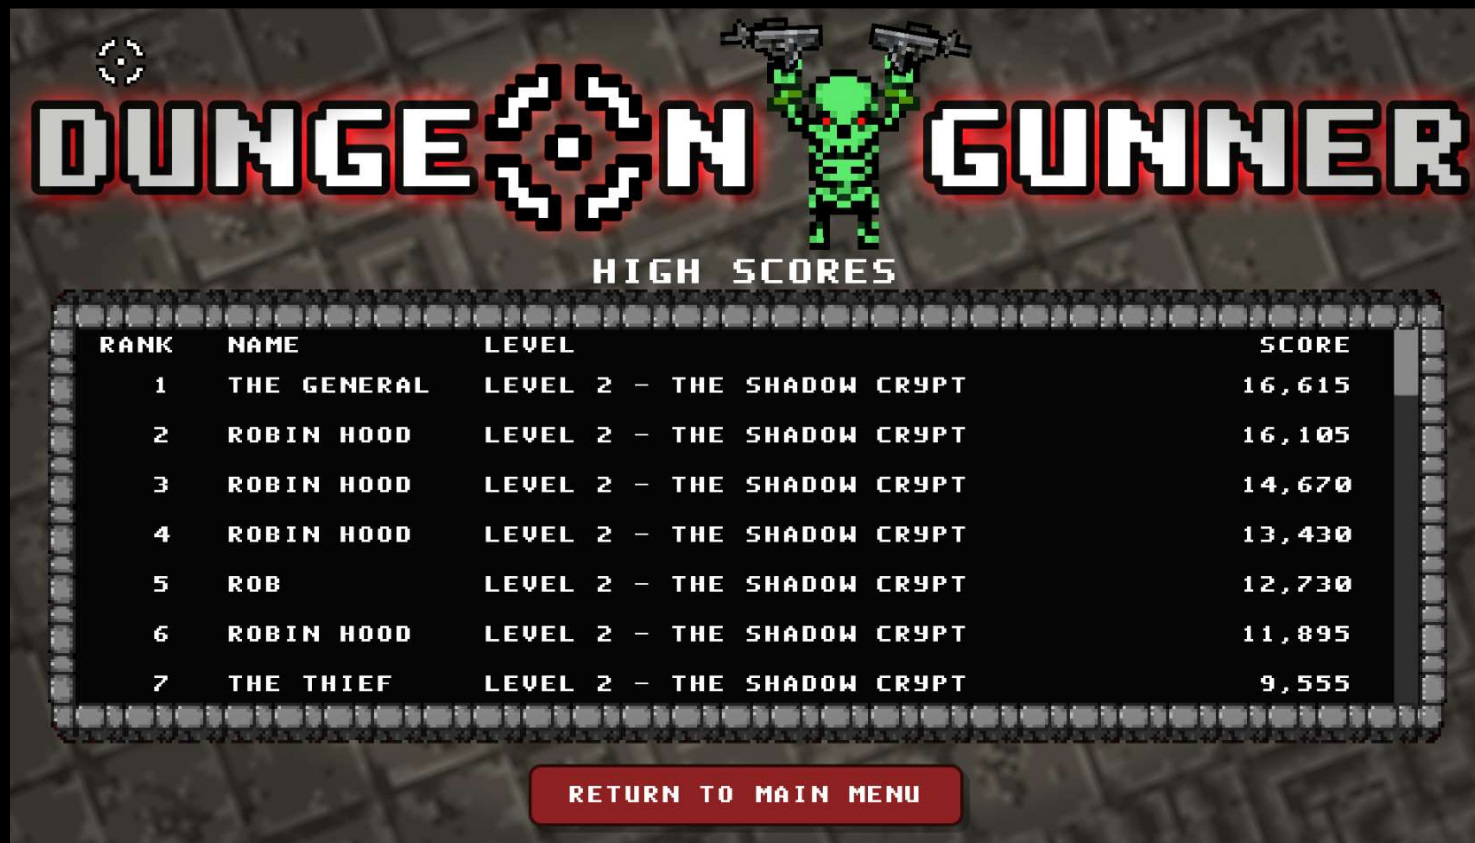 DUNGEON GUNNER
HIGH SCORES
RANK NAME LEVEL SCORE
1 THE GENERAL LEVEL 2 - THE SHADOW CRYPT 16,615
2 ROBIN HOOD LEVEL 2 - THE SHADOW CRYPT 16,105
3 ROBIN HOOD LEVEL 2 - THE SHADOW CRYPT 14,670
4 ROBIN HOOD LEVEL 2 - THE SHADOW CRYPT 13,430
5 ROB LEVEL 2 - THE SHADOW CRYPT 12,730
6 ROBIN HOOD LEVEL 2 - THE SHADOW CRYPT 11,895
7 THE THIEF LEVEL 2 - THE SHADOW CRYPT 9,555
RETURN TO MAIN MENU